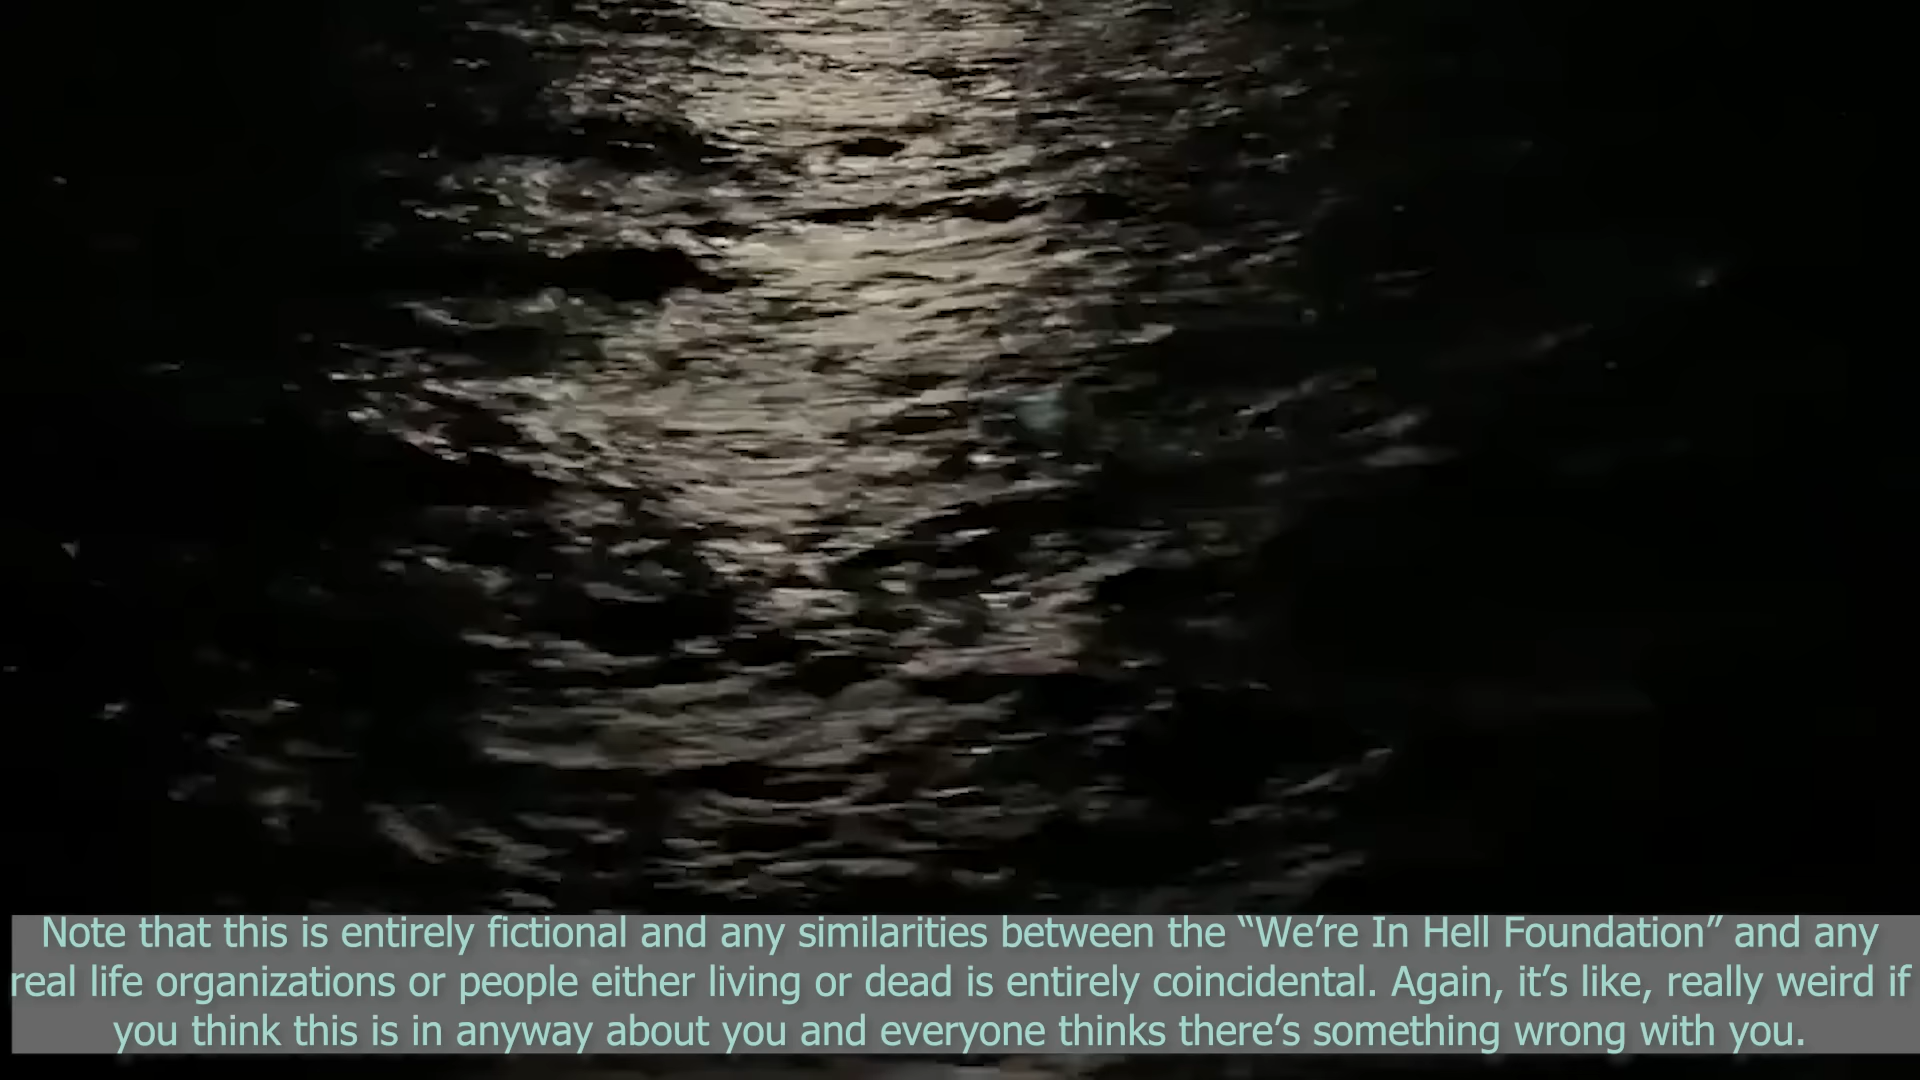 Note that this is entirely fictional and any similarities between the “We’re In Hell Foundation” and any
real life organizations or people either living or dead is entirely coincidental. Again, it’s like, really weird if
you think this is in anyway about you and everyone thinks there’s something wrong with you.